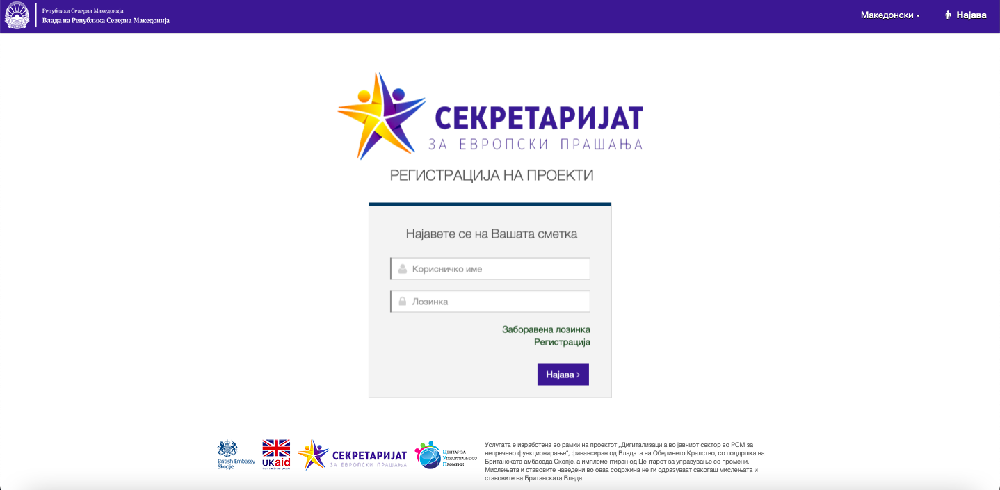 Република Северна Македонија
Влада на Република Северна Македонија
Македонски
Најава
СЕКРЕТАРИЈАТ
ЗА ЕВРОПСКИ ПРАШАЊА
РЕГИСТРАЦИЈА НА ПРОЕКТИ
Најавете се на Вашата сметка
Корисничко име
Лозинка
Заборавена лозинка
Регистрација
Најава
British Embassy
Skopje
UKaid
from the British people
СЕКРЕТАРИЈАТ
ЗА ЕВРОПСКИ ПРАШАЊА
ЦЕНТАР ЗА
УПРАВУВАЊЕ СО
ПРОМЕНИ
Услугата е изработена во рамки на проектот „Дигитализација во јавниот сектор во РСМ за
непречено функционирање“, финансиран од Владата на Обединето Кралство, со поддршка на
Британската амбасада Скопје, а имплементиран од Центарот за управување со промени.
Мислењата и ставовите наведени во оваа содржина не ги одразуваат секогаш мислењата и
ставовите на Британската Влада.